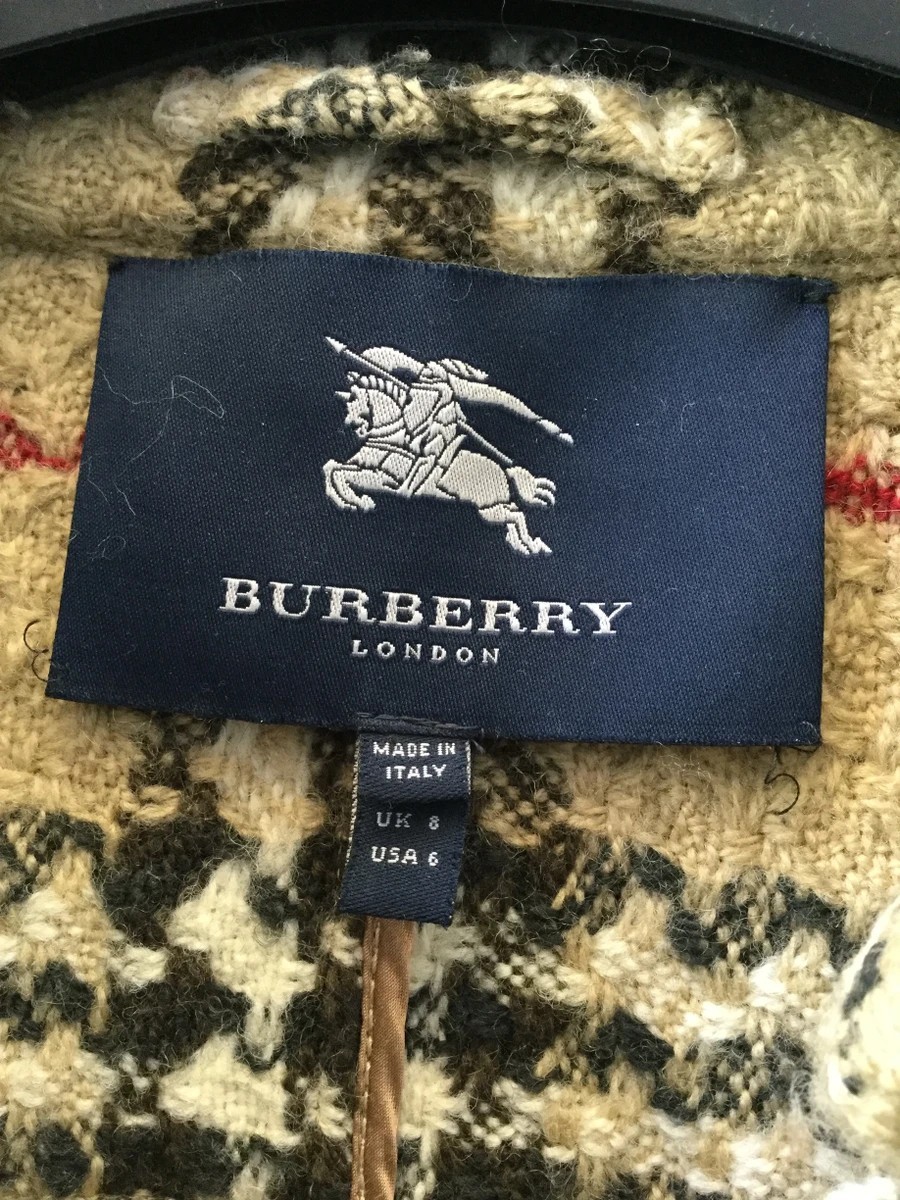 BURBERRY
LONDON
MADE IN
ITALY
UK 8
USA 6